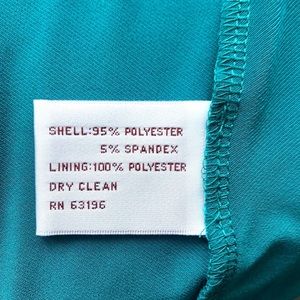 SHELL:95% POLYESTER
5% SPANDEX
LINING:100% POLYESTER
DRY CLEAN
RN 63196